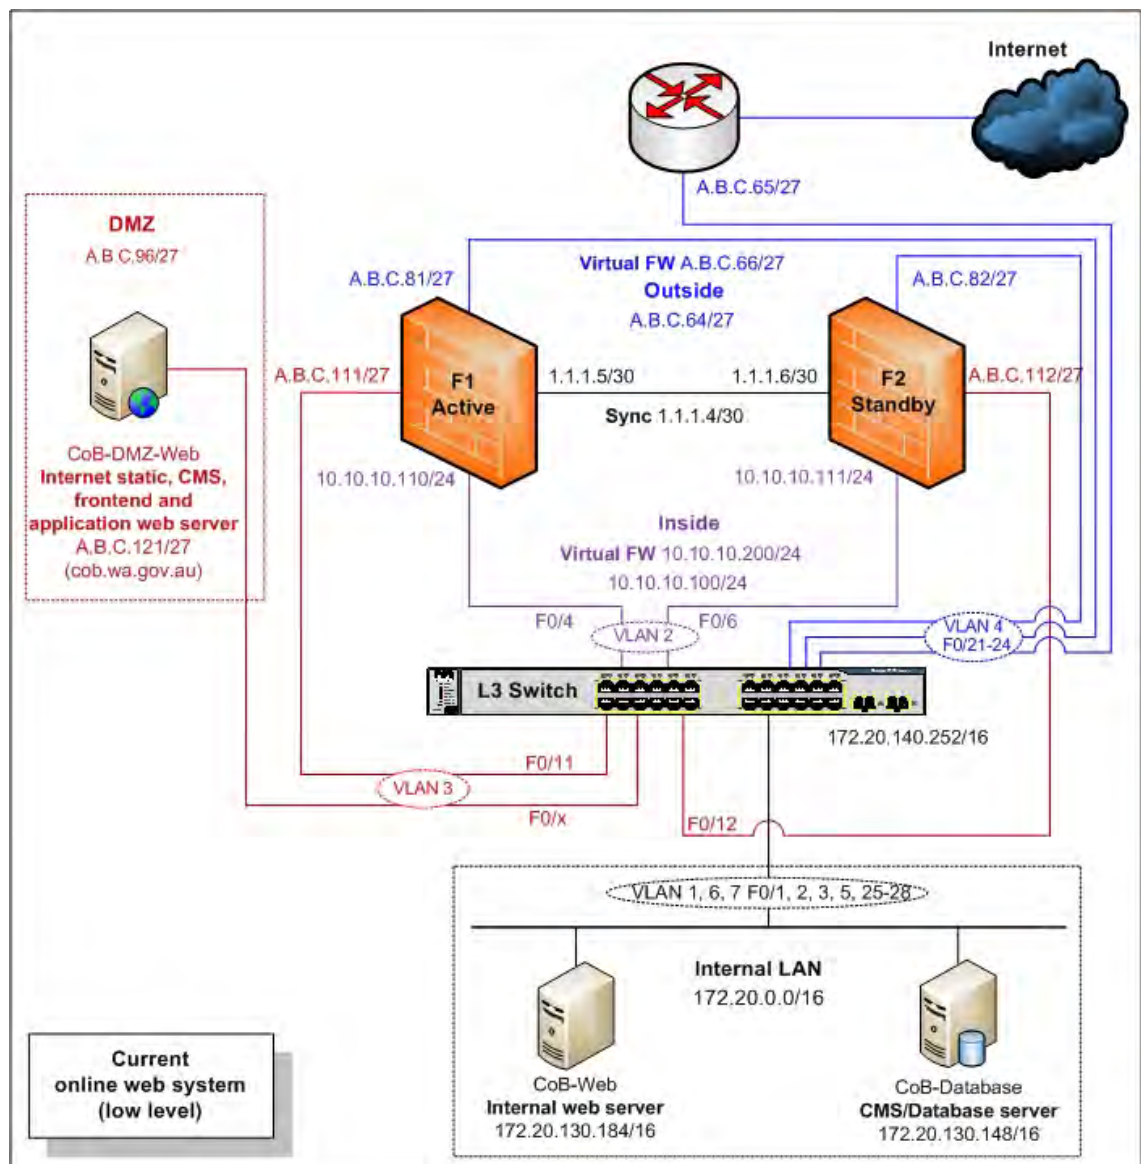 Internet
A.B.C.65/27
DMZ
A.B C.96/27
A.B.C.81/27
Virtual FW A.B.C.66/27
Outside
A.B.C.64/27
A.B.C.82/27
A.B.C.111/27
F1
Active
1.1.1.5/30
1.1.1.6/30
Sync 1.1.1.4/30
F2
Standby
A.B.C.112/27
CoB-DMZ-Web
Internet static, CMS,
frontend and
application web server
A.B.C.121/27
(cob.wa.gov.au)
10.10.10.110/24
10.10.10.111/24
Inside
Virtual FW 10.10.10.200/24
10.10.10.100/24
F0/4
VLAN 2
F0/6
VLAN 4
F0/21-24
L3 Switch
172.20.140.252/16
F0/11
VLAN 3
F0/x
F0/12
VLAN 1, 6, 7 F0/1, 2, 3, 5, 25-28
Internal LAN
172.20.0.0/16
CoB-Web
Internal web server
172.20.130.184/16
CoB-Database
CMS/Database server
172.20.130.148/16
Current
online web system
(low level)